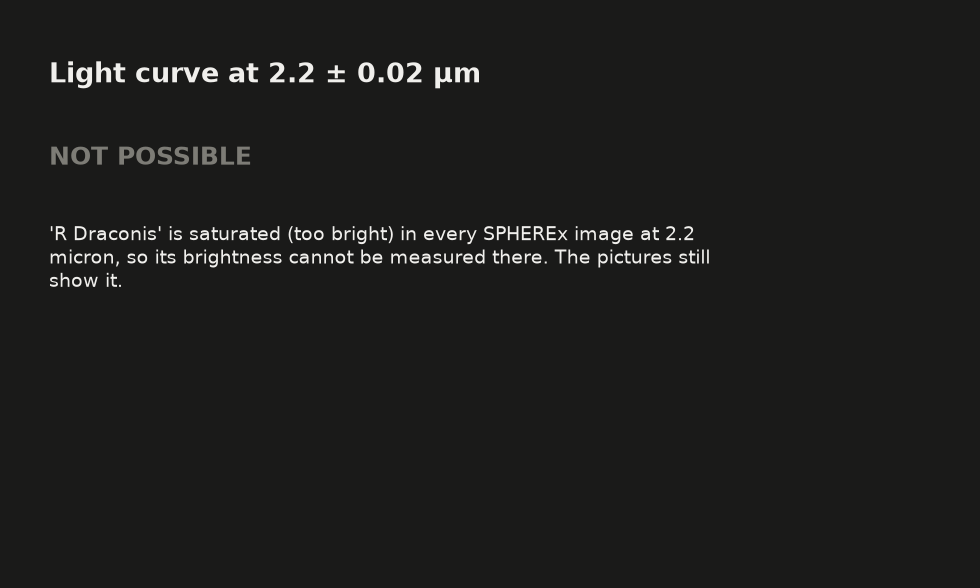 Light curve at 2.2 ± 0.02 µm
NOT POSSIBLE
'R Draconis' is saturated (too bright) in every SPHEREx image at 2.2
micron, so its brightness cannot be measured there. The pictures still
show it.